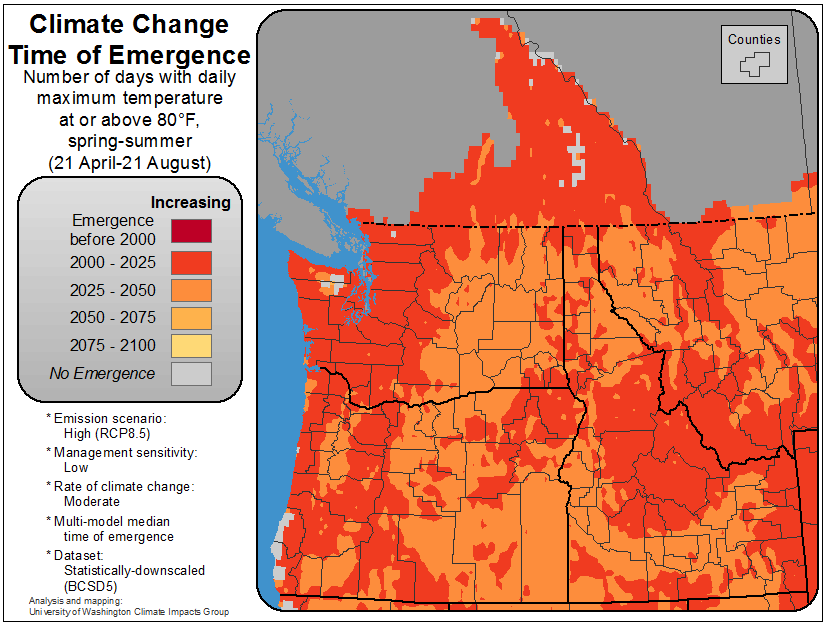 Climate Change
Time of Emergence
Number of days with daily
maximum temperature
at or above 80°F,
spring-summer
(21 April-21 August)
Increasing
Emergence
before 2000
2000 - 2025
2025 - 2050
2050 - 2075
2075 - 2100
No Emergence
* Emission scenario:
High (RCP8.5)
* Management sensitivity:
Low
* Rate of climate change:
Moderate
* Multi-model median
time of emergence
* Dataset:
Statistically-downscaled
(BCSD5)
Analysis and mapping:
University of Washington Climate Impacts Group
Counties